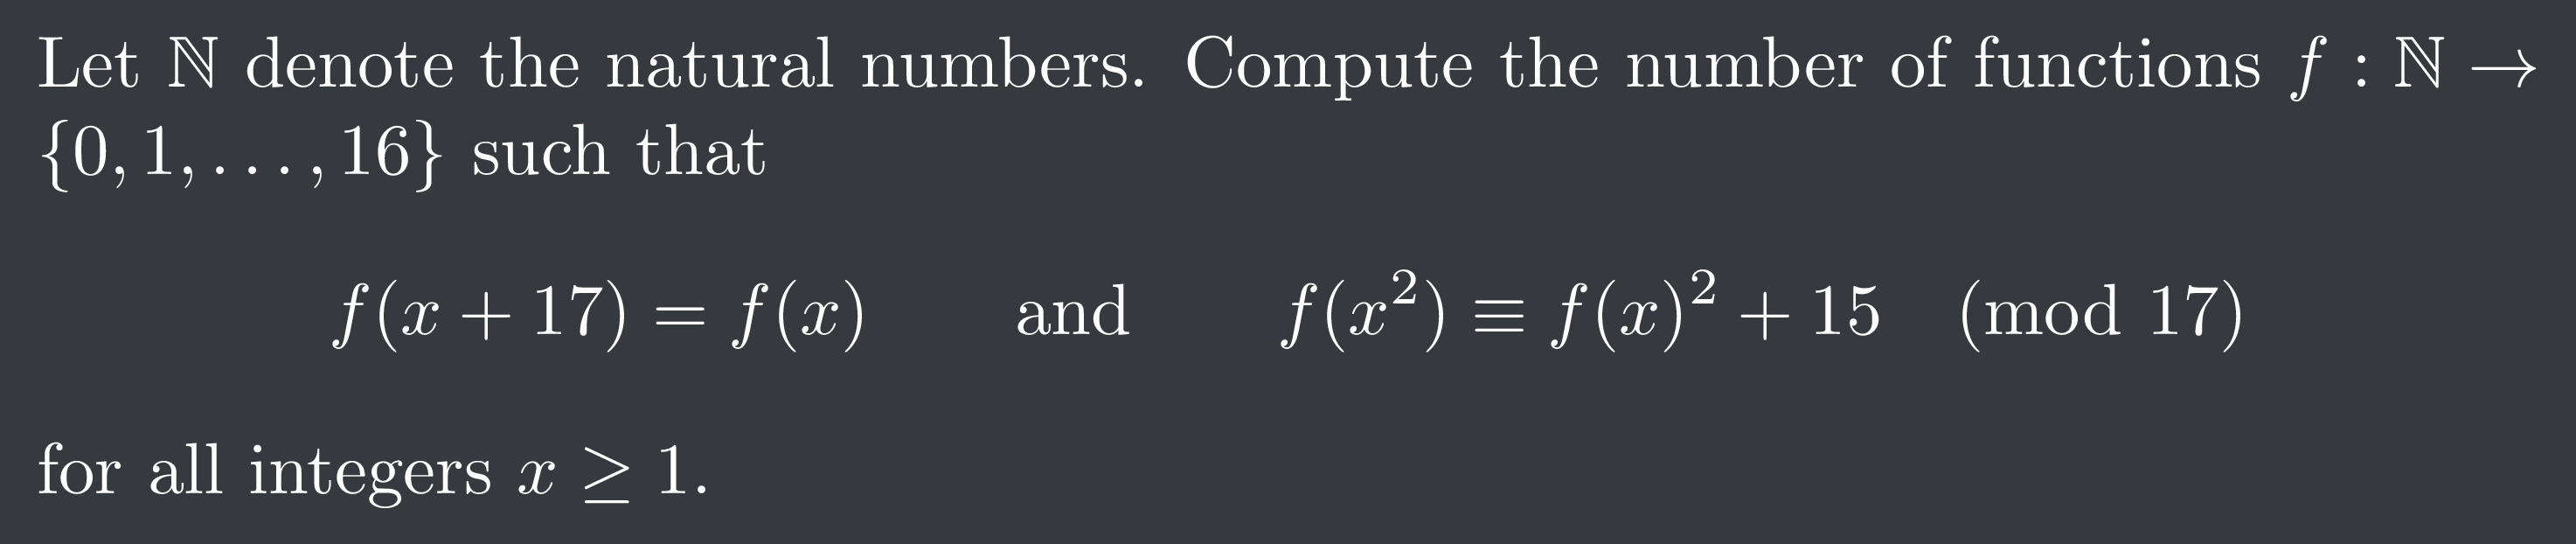 Let ℕ denote the natural numbers. Compute the number of functions f : ℕ →
{0, 1, . . . , 16} such that
f(x + 17) = f(x) and f(x²) ≡ f(x)² + 15 (mod 17)
for all integers x ≥ 1.